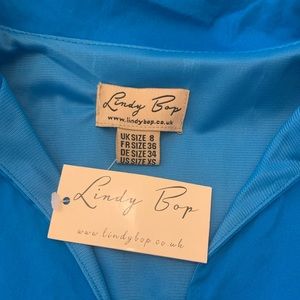 Lindy Bop
www.lindybop.co.uk
UK SIZE 8
FR SIZE 36
DE SIZE 34
US SIZE XS
Lindy Bop
www.lindybop.co.uk